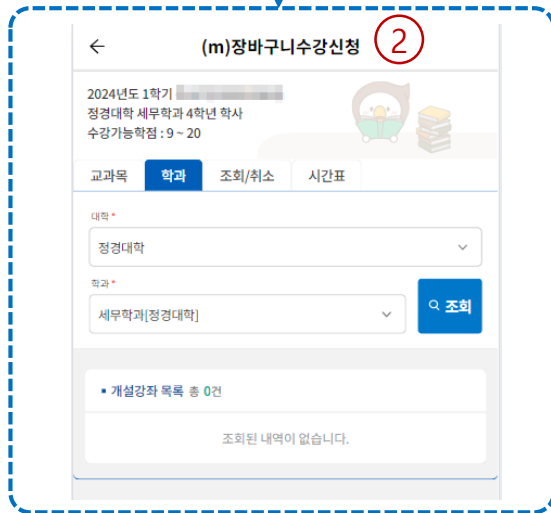 (m)장바구니수강신청 2
2024년도 1학기
정경대학 세무학과 4학년 학사
수강가능학점 : 9 ~ 20
교과목 학과 조회/취소 시간표
대학 *
정경대학
학과 *
세무학과[정경대학]
조회
개설강좌 목록 총 0건
조회된 내역이 없습니다.